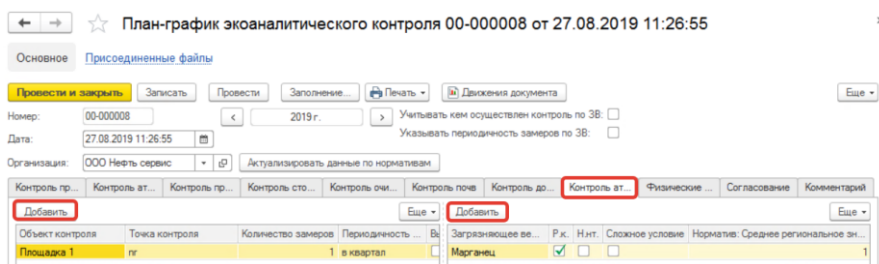 План-график экоаналитического контроля 00-000008 от 27.08.2019 11:26:55
Основное Присоединенные файлы
Провести и закрыть Записать Провести Заполнение... Печать Движения документа Еще
Номер: 00-000008 < 2019 г. > Учитывать кем осуществлен контроль по ЗВ:
Дата: 27.08.2019 11:26:55 Указывать периодичность замеров по ЗВ:
Организация: ООО Нефть сервис Актуализировать данные по нормативам
Контроль пр... Контроль ат... Контроль пр... Контроль сто... Контроль очи... Контроль почв Контроль до... Контроль ат... Физические ... Согласование Комментарий
Добавить Еще Добавить Еще
Объект контроля Точка контроля Количество замеров Периодичность ... Вы Загрязняющее ве... Р.к. Н.нт. Сложное условие Норматив: Среднее региональное зн...
Площадка 1 пг 1 в квартал Марганец 1